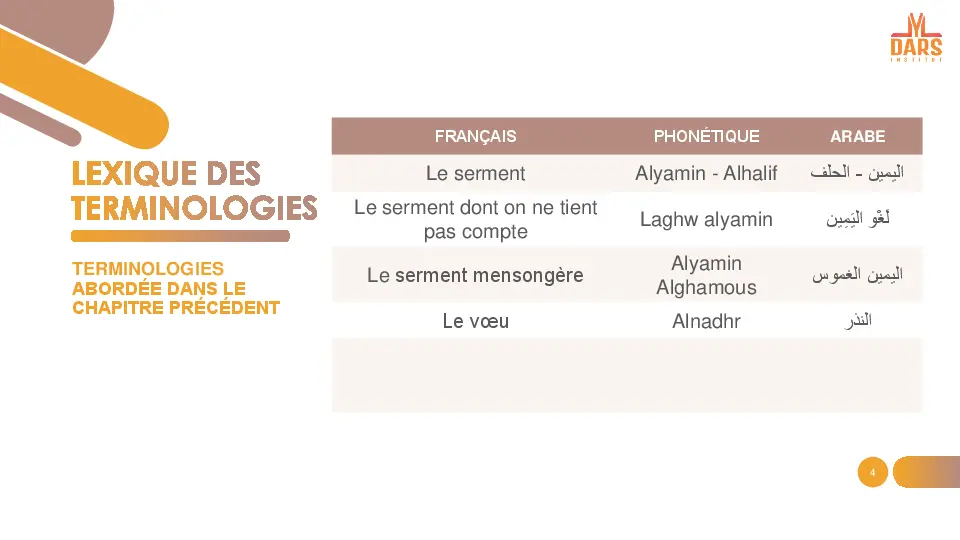 DARS
INSTITUT
LEXIQUE DES
TERMINOLOGIES
TERMINOLOGIES
ABORDÉE DANS LE
CHAPITRE PRÉCÉDENT
FRANÇAIS PHONÉTIQUE ARABE
Le serment Alyamin - Alhalif اليمين - الحلف
Le serment dont on ne tient
pas compte Laghw alyamin لَغْو اليَمِين
Le serment mensongère Alyamin
Alghamous اليمين الغموس
Le vœu Alnadhr النذر
4